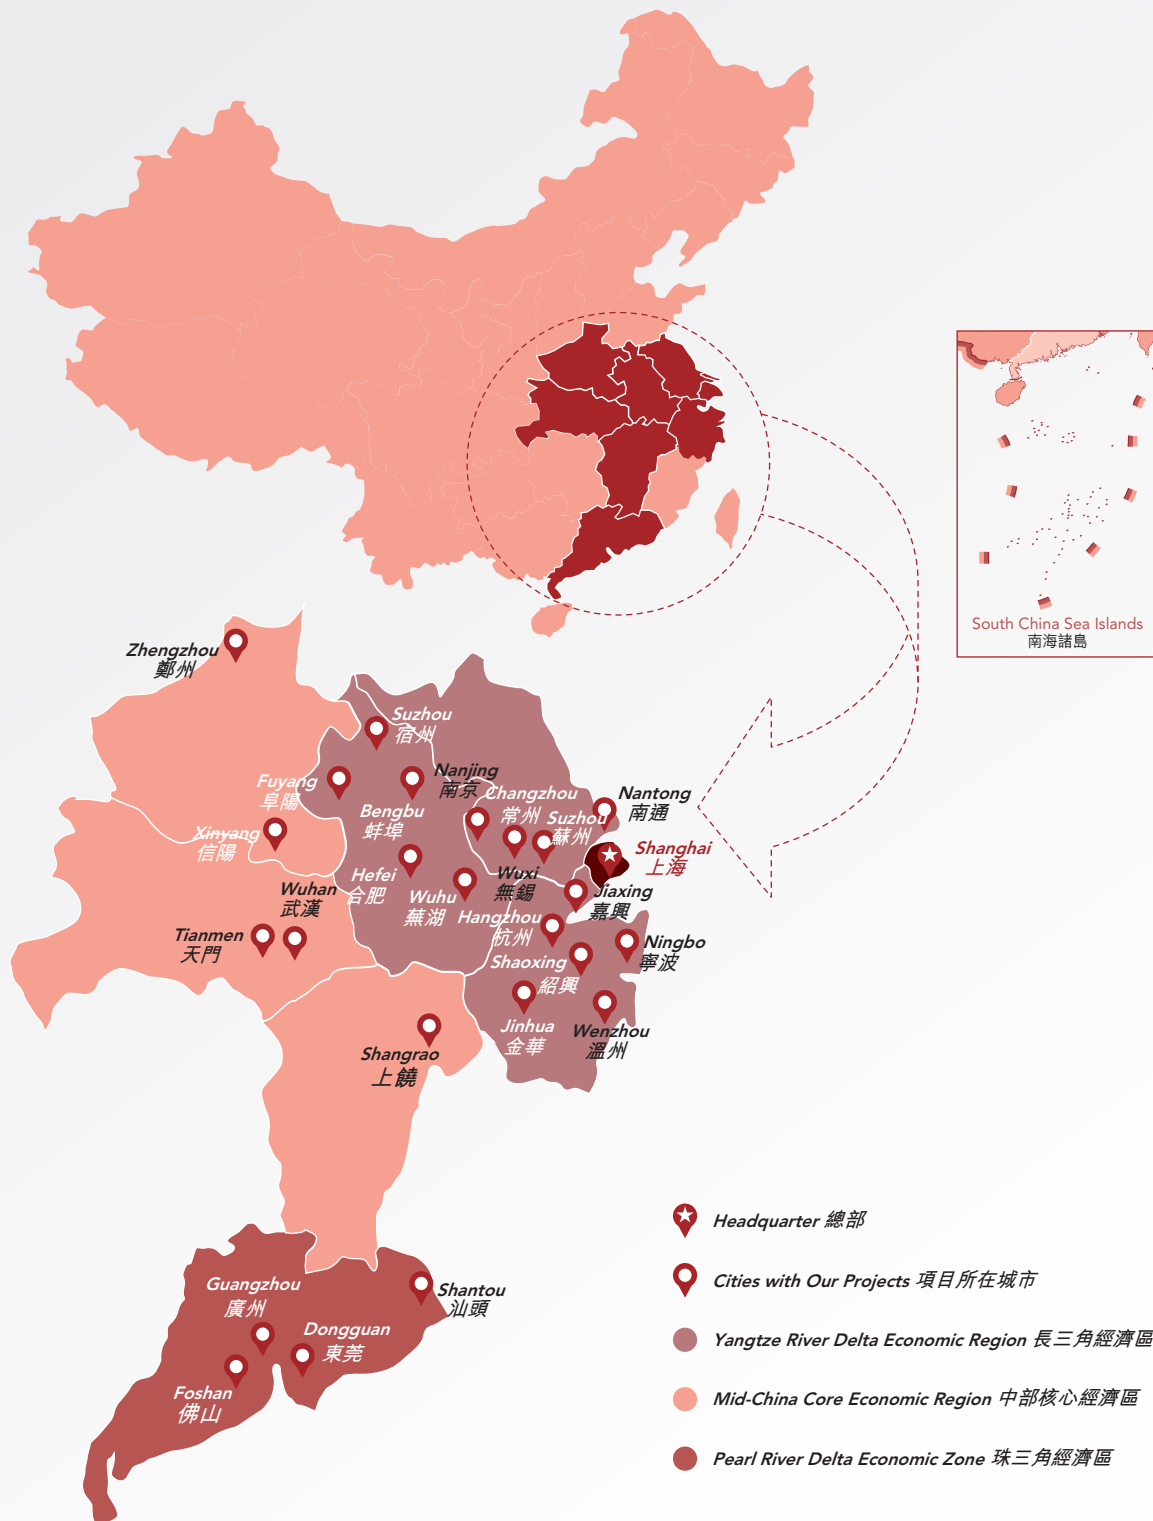 South China Sea Islands
南海諸島
Zhengzhou
鄭州
Suzhou
宿州
Fuyang
阜陽
Nanjing
南京
Bengbu
蚌埠
Changzhou
常州
Suzhou
蘇州
Nantong
南通
Xinyang
信陽
Shanghai
上海
Hefei
合肥
Wuhu
蕪湖
Wuxi
無錫
Jiaxing
嘉興
Wuhan
武漢
Hangzhou
杭州
Tianmen
天門
Ningbo
寧波
Shaoxing
紹興
Jinhua
金華
Wenzhou
溫州
Shangrao
上饒
Guangzhou
廣州
Shantou
汕頭
Dongguan
東莞
Foshan
佛山
Headquarter 總部
Cities with Our Projects 項目所在城市
Yangtze River Delta Economic Region 長三角經濟區
Mid-China Core Economic Region 中部核心經濟區
Pearl River Delta Economic Zone 珠三角經濟區